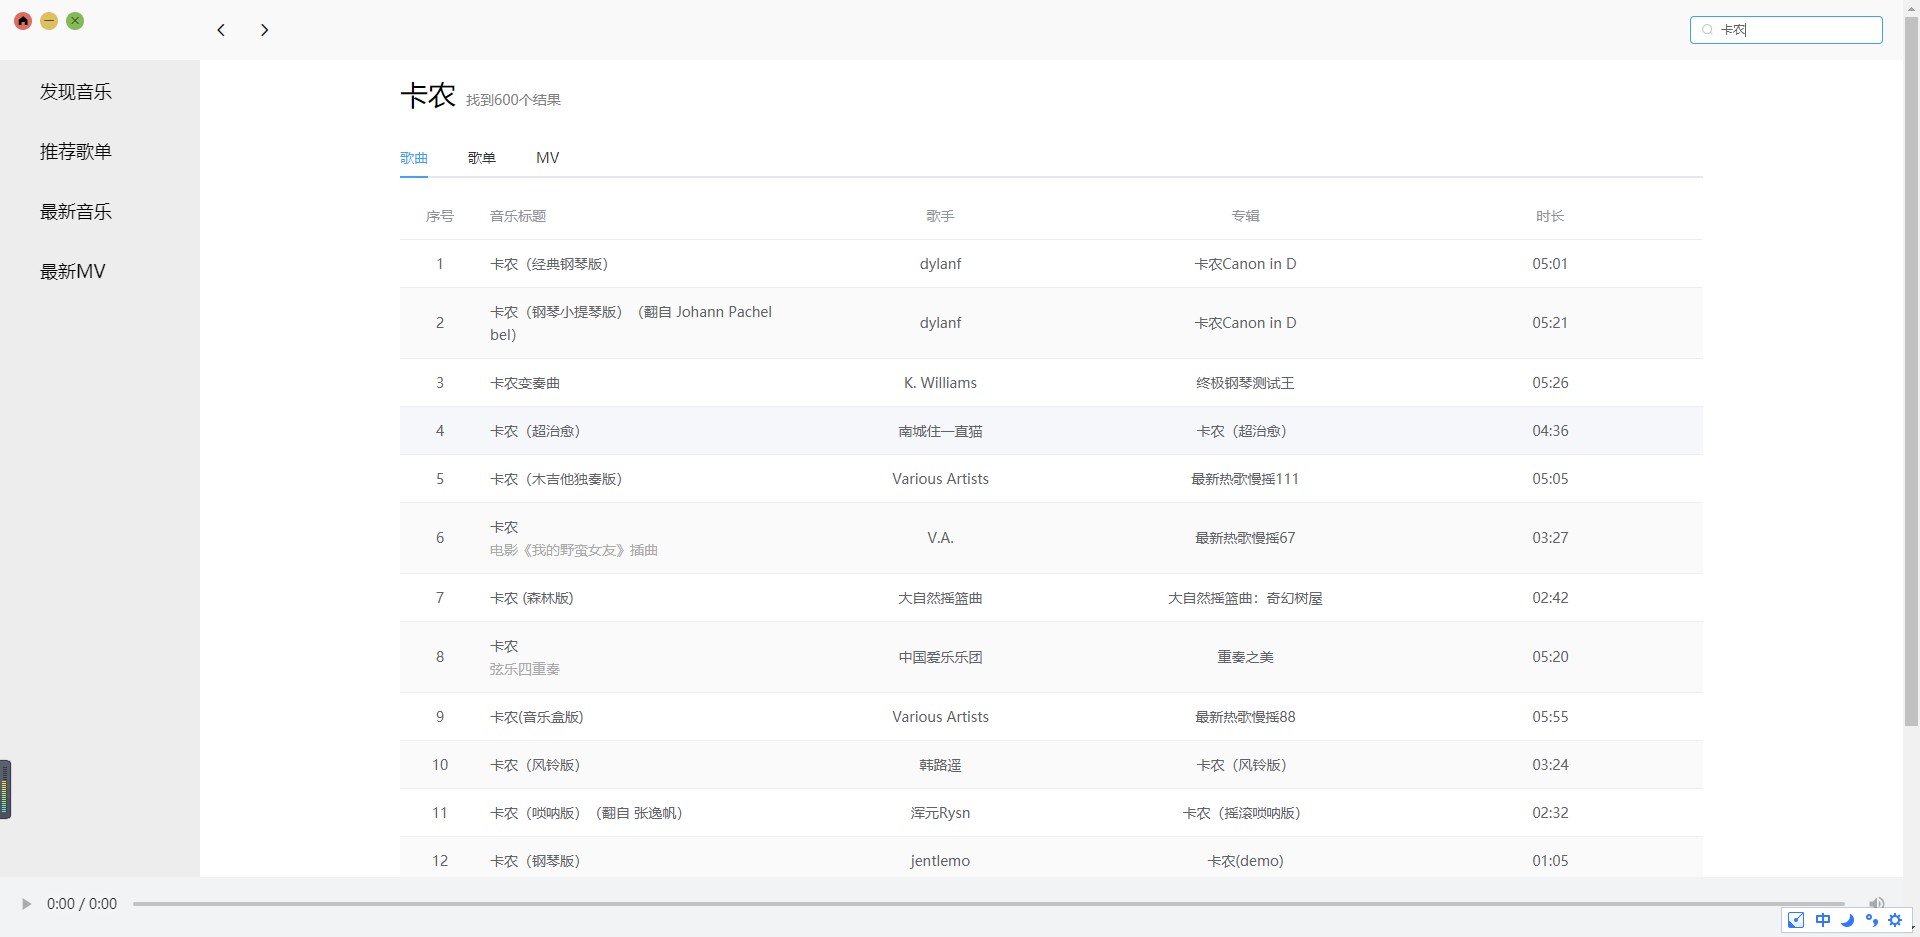 卡农
发现音乐
推荐歌单
最新音乐
最新MV
卡农 找到600个结果
歌曲 歌单 MV
序号 音乐标题 歌手 专辑 时长
1 卡农（经典钢琴版） dylanf 卡农Canon in D 05:01
2 卡农（钢琴小提琴版）（翻自 Johann Pachel
bel） dylanf 卡农Canon in D 05:21
3 卡农变奏曲 K. Williams 终极钢琴测试王 05:26
4 卡农（超治愈） 南城住一直猫 卡农（超治愈） 04:36
5 卡农（木吉他独奏版） Various Artists 最新热歌慢摇111 05:05
6 卡农 V.A. 最新热歌慢摇67 03:27
电影《我的野蛮女友》插曲
7 卡农 (森林版) 大自然摇篮曲 大自然摇篮曲：奇幻树屋 02:42
8 卡农 中国爱乐乐团 重奏之美 05:20
弦乐四重奏
9 卡农(音乐盒版) Various Artists 最新热歌慢摇88 05:55
10 卡农（风铃版） 韩路遥 卡农（风铃版） 03:24
11 卡农（唢呐版）（翻自 张逸帆） 浑元Rysn 卡农（摇滚唢呐版） 02:32
12 卡农（钢琴版） jentlemo 卡农(demo) 01:05
0:00 / 0:00
中